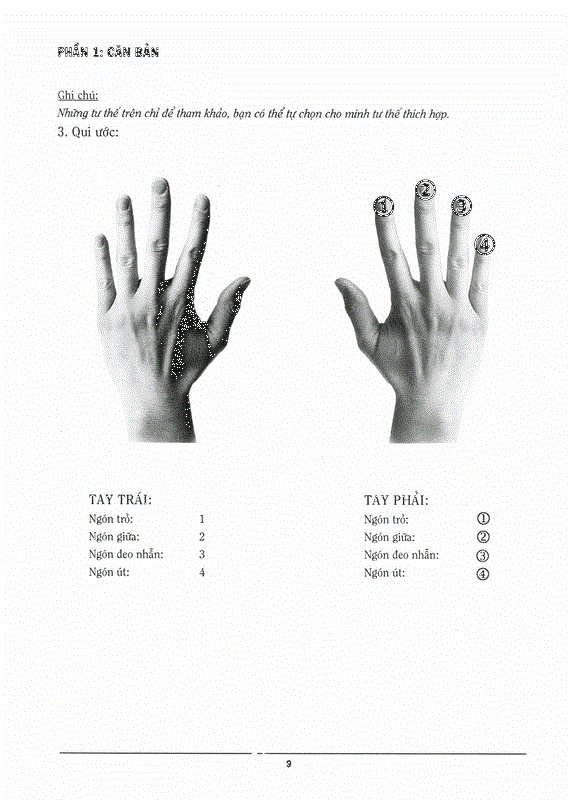 PHẦN 1: CĂN BẢN
Ghi chú:
Những tư thế trên chỉ để tham khảo, bạn có thể tự chọn cho mình tư thế thích hợp.
3. Qui ước:
① ② ③ ④
TAY TRÁI:
Ngón trỏ: 1
Ngón giữa: 2
Ngón đeo nhẫn: 3
Ngón út: 4
TAY PHẢI:
Ngón trỏ: ①
Ngón giữa: ②
Ngón đeo nhẫn: ③
Ngón út: ④
9